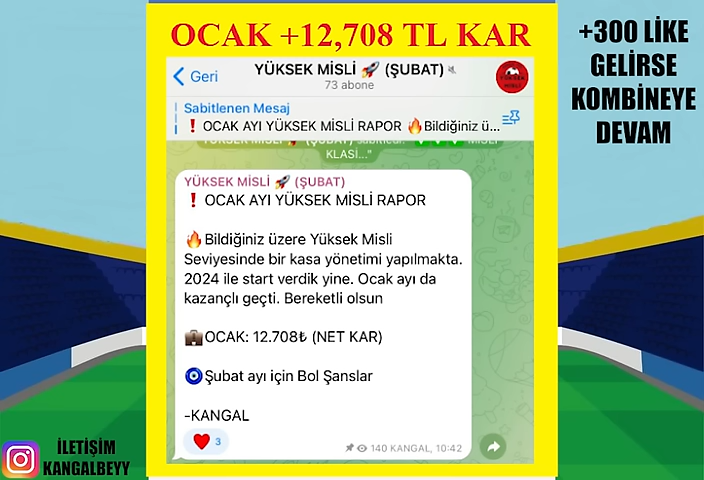 OCAK +12,708 TL KAR
+300 LİKE
GELİRSE
KOMBİNEYE
DEVAM
Geri
YÜKSEK MİSLİ 🚀 (ŞUBAT)
73 abone
Sabitlenen Mesaj
❗ OCAK AYI YÜKSEK MİSLİ RAPOR 🔥Bildiğiniz ü...
KLASİ..."
YÜKSEK MİSLİ 🚀 (ŞUBAT)
❗ OCAK AYI YÜKSEK MİSLİ RAPOR
🔥Bildiğiniz üzere Yüksek Misli
Seviyesinde bir kasa yönetimi yapılmakta.
2024 ile start verdik yine. Ocak ayı da
kazançlı geçti. Bereketli olsun
💼OCAK: 12.708₺ (NET KAR)
🧿Şubat ayı için Bol Şanslar
-KANGAL
❤️ 3
140 KANGAL, 10:42
İLETİŞİM
KANGALBEYY